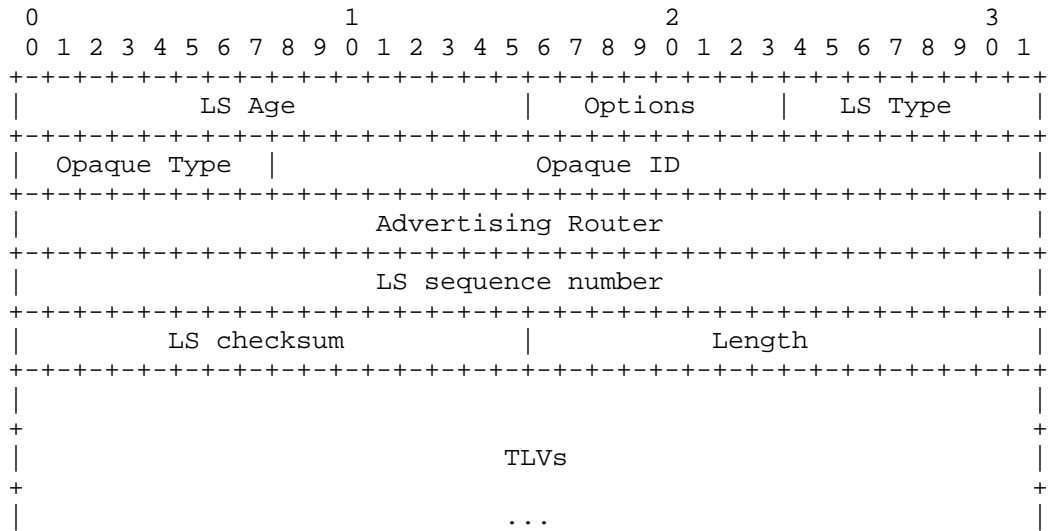 0                   1                   2                   3
 0 1 2 3 4 5 6 7 8 9 0 1 2 3 4 5 6 7 8 9 0 1 2 3 4 5 6 7 8 9 0 1
+-+-+-+-+-+-+-+-+-+-+-+-+-+-+-+-+-+-+-+-+-+-+-+-+-+-+-+-+-+-+-+-+
|           LS Age              |   Options     |   LS Type     |
+-+-+-+-+-+-+-+-+-+-+-+-+-+-+-+-+-+-+-+-+-+-+-+-+-+-+-+-+-+-+-+-+
|  Opaque Type  |                Opaque ID                      |
+-+-+-+-+-+-+-+-+-+-+-+-+-+-+-+-+-+-+-+-+-+-+-+-+-+-+-+-+-+-+-+-+
|                      Advertising Router                       |
+-+-+-+-+-+-+-+-+-+-+-+-+-+-+-+-+-+-+-+-+-+-+-+-+-+-+-+-+-+-+-+-+
|                      LS sequence number                       |
+-+-+-+-+-+-+-+-+-+-+-+-+-+-+-+-+-+-+-+-+-+-+-+-+-+-+-+-+-+-+-+-+
|         LS checksum           |           Length              |
+-+-+-+-+-+-+-+-+-+-+-+-+-+-+-+-+-+-+-+-+-+-+-+-+-+-+-+-+-+-+-+-+
|                                                               |
+                                                               +
|                              TLVs                             |
+                                                               +
|                              ...                              |